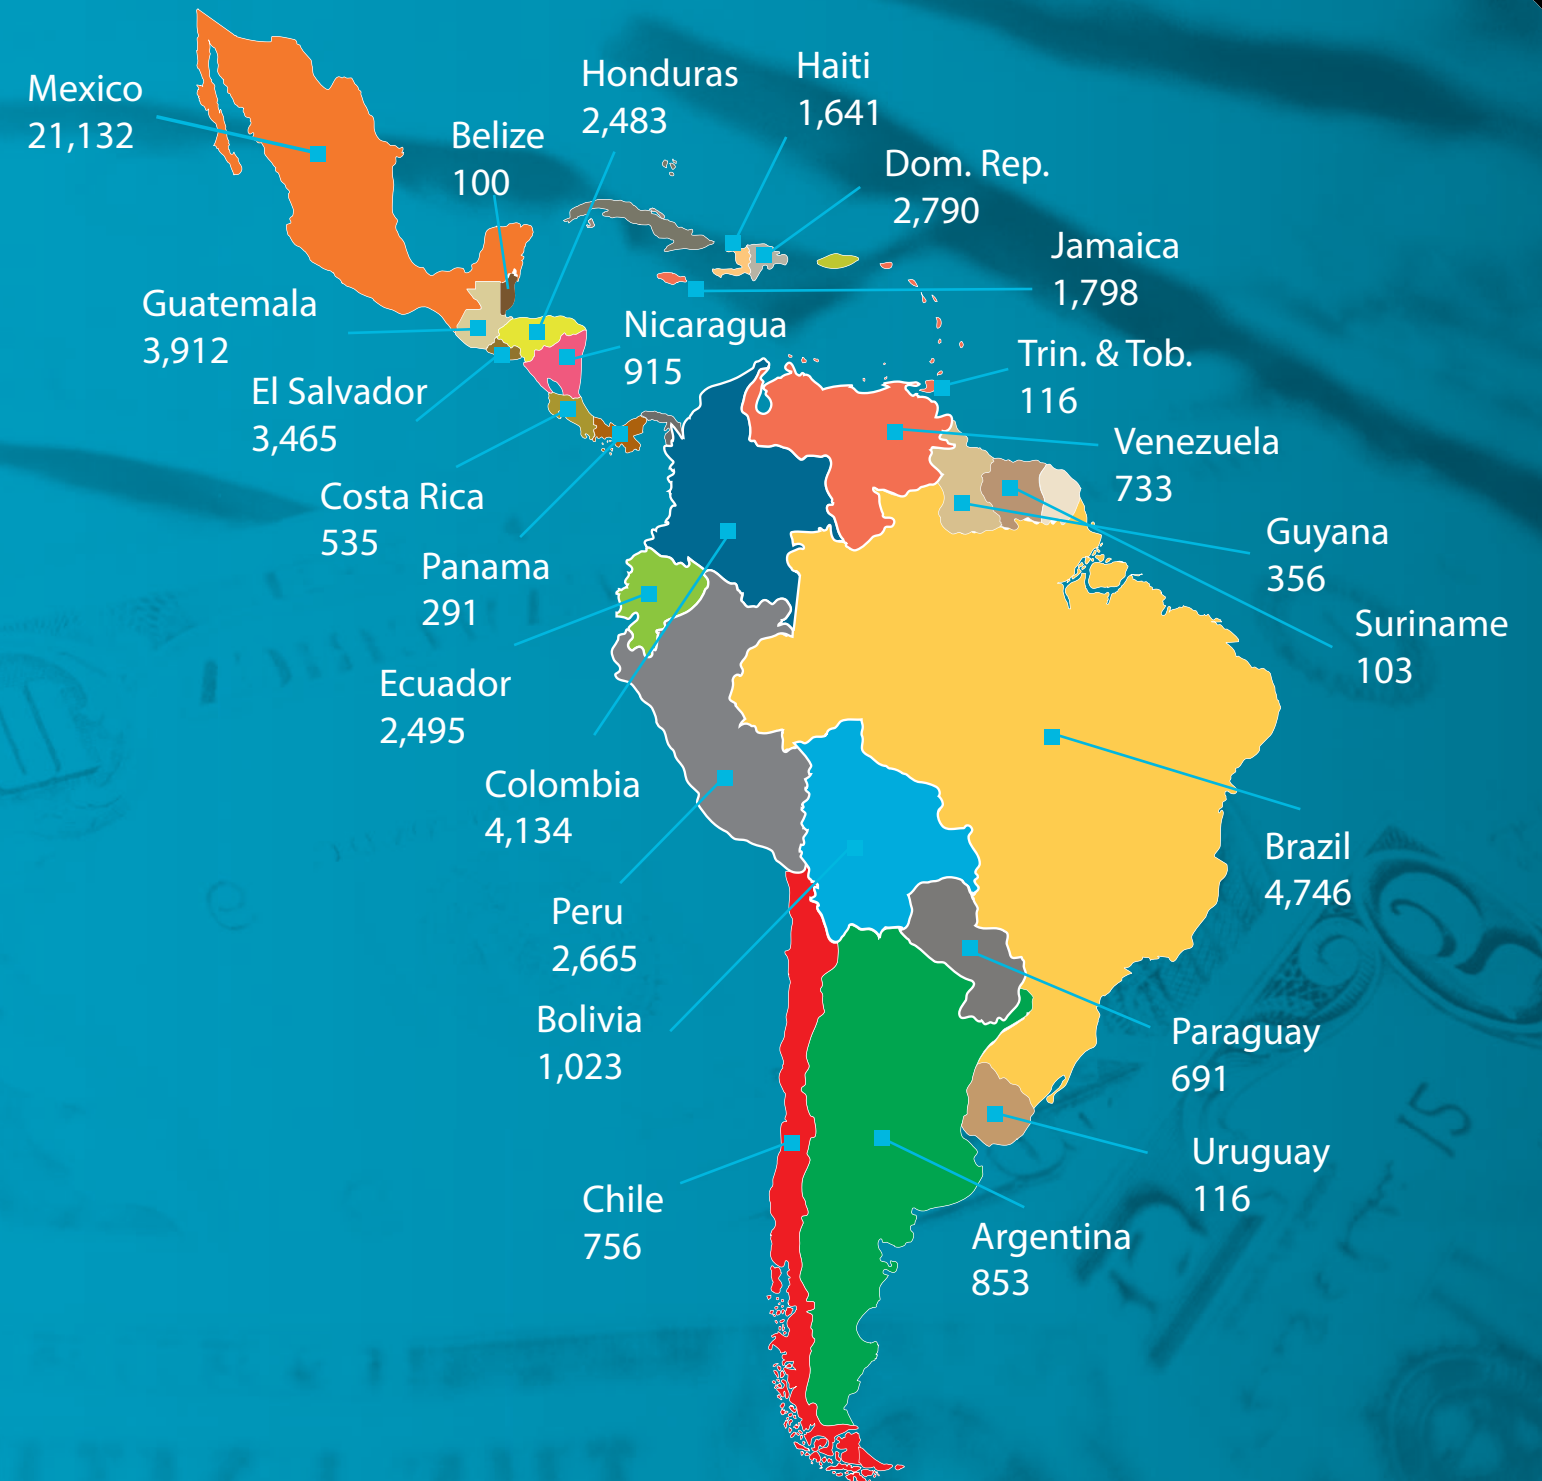 Mexico
21,132
Belize
100
Honduras
2,483
Haiti
1,641
Dom. Rep.
2,790
Jamaica
1,798
Guatemala
3,912
Nicaragua
915
Trin. & Tob.
116
El Salvador
3,465
Venezuela
733
Costa Rica
535
Guyana
356
Panama
291
Suriname
103
Ecuador
2,495
Colombia
4,134
Brazil
4,746
Peru
2,665
Bolivia
1,023
Paraguay
691
Uruguay
116
Chile
756
Argentina
853